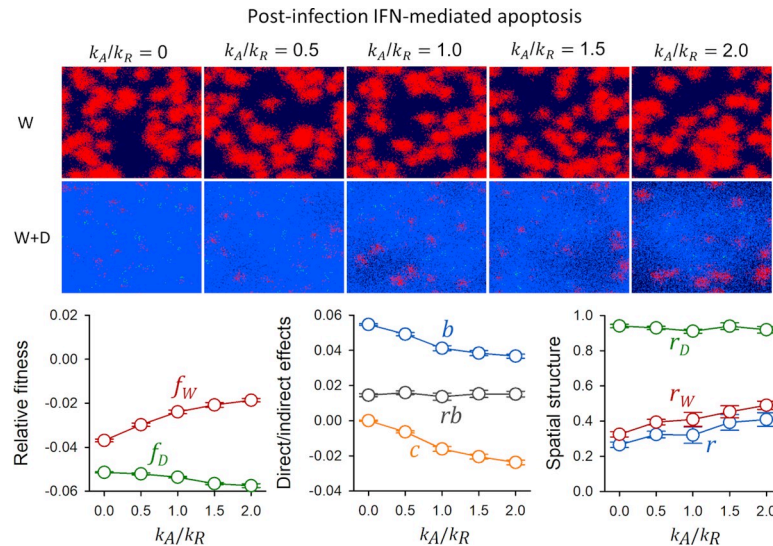 Post-infection IFN-mediated apoptosis
k_A/k_R = 0 k_A/k_R = 0.5 k_A/k_R = 1.0 k_A/k_R = 1.5 k_A/k_R = 2.0
W
W+D
Relative fitness
0.02
0.00
-0.02
-0.04
-0.06
f_W
f_D
0.0 0.5 1.0 1.5 2.0
k_A/k_R
Direct/indirect effects
0.06
0.04
0.02
0.00
-0.02
-0.04
b
rb
c
0.0 0.5 1.0 1.5 2.0
k_A/k_R
Spatial structure
1.0
0.8
0.6
0.4
0.2
0.0
r_D
r_W
r
0.0 0.5 1.0 1.5 2.0
k_A/k_R